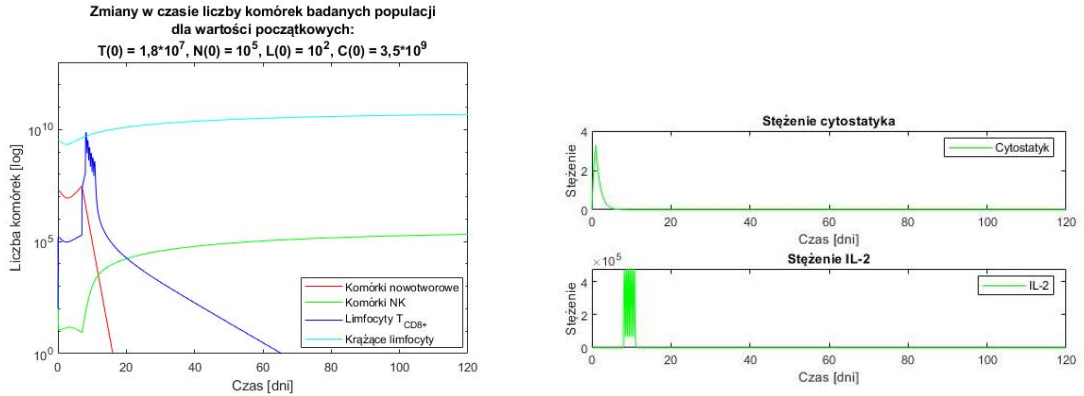 Zmiany w czasie liczby komórek badanych populacji
dla wartości początkowych:
T(0) = 1,8*10^7, N(0) = 10^5, L(0) = 10^2, C(0) = 3,5*10^9
Liczba komórek [log]
10^10
10^5
10^0
0 20 40 60 80 100 120
Czas [dni]
Komórki nowotworowe
Komórki NK
Limfocyty T_CD8+
Krążące limfocyty
Stężenie cytostatyka
Stężenie
4
2
0
0 20 40 60 80 100 120
Czas [dni]
Cytostatyk
Stężenie IL-2
×10^5
Stężenie
4
2
0
0 20 40 60 80 100 120
Czas [dni]
IL-2